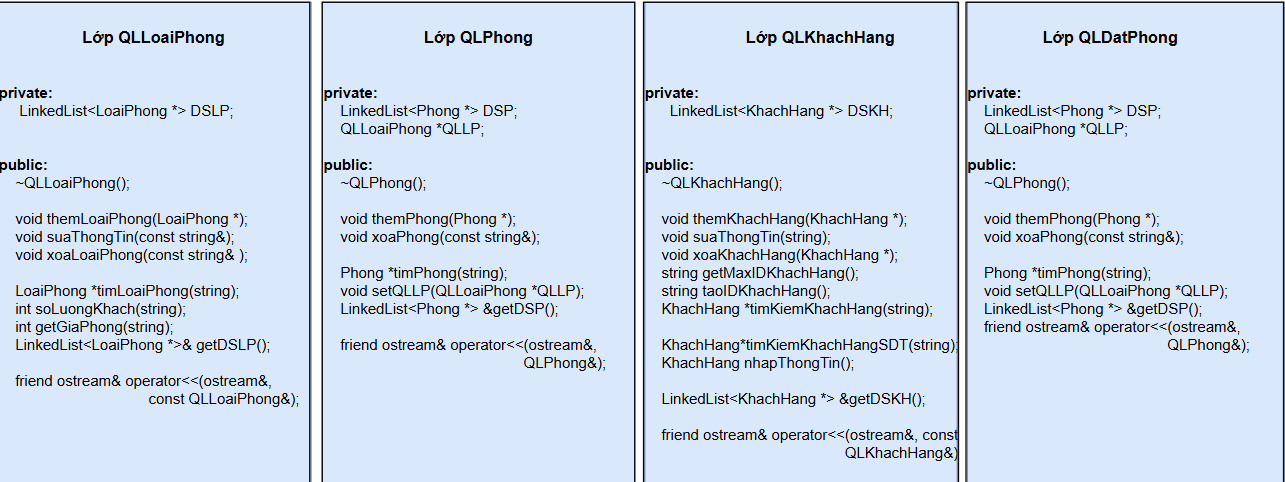 Lớp QLLoaiPhong
private:
LinkedList<LoaiPhong *> DSLP;
public:
~QLLoaiPhong();
void themLoaiPhong(LoaiPhong *);
void suaThongTin(const string&);
void xoaLoaiPhong(const string& );
LoaiPhong *timLoaiPhong(string);
int soLuongKhach(string);
int getGiaPhong(string);
LinkedList<LoaiPhong *>& getDSLP();
friend ostream& operator<<(ostream&,
const QLLoaiPhong&);
Lớp QLPhong
private:
LinkedList<Phong *> DSP;
QLLoaiPhong *QLLP;
public:
~QLPhong();
void themPhong(Phong *);
void xoaPhong(const string&);
Phong *timPhong(string);
void setQLLP(QLLoaiPhong *QLLP);
LinkedList<Phong *> &getDSP();
friend ostream& operator<<(ostream&,
QLPhong&);
Lớp QLKhachHang
private:
LinkedList<KhachHang *> DSKH;
public:
~QLKhachHang();
void themKhachHang(KhachHang *);
void suaThongTin(string);
void xoaKhachHang(KhachHang *);
string getMaxIDKhachHang();
string taoIDKhachHang();
KhachHang *timKiemKhachHang(string);
KhachHang*timKiemKhachHangSDT(string);
KhachHang nhapThongTin();
LinkedList<KhachHang *> &getDSKH();
friend ostream& operator<<(ostream&, const
QLKhachHang&)
Lớp QLDatPhong
private:
LinkedList<Phong *> DSP;
QLLoaiPhong *QLLP;
public:
~QLPhong();
void themPhong(Phong *);
void xoaPhong(const string&);
Phong *timPhong(string);
void setQLLP(QLLoaiPhong *QLLP);
LinkedList<Phong *> &getDSP();
friend ostream& operator<<(ostream&,
QLPhong&);